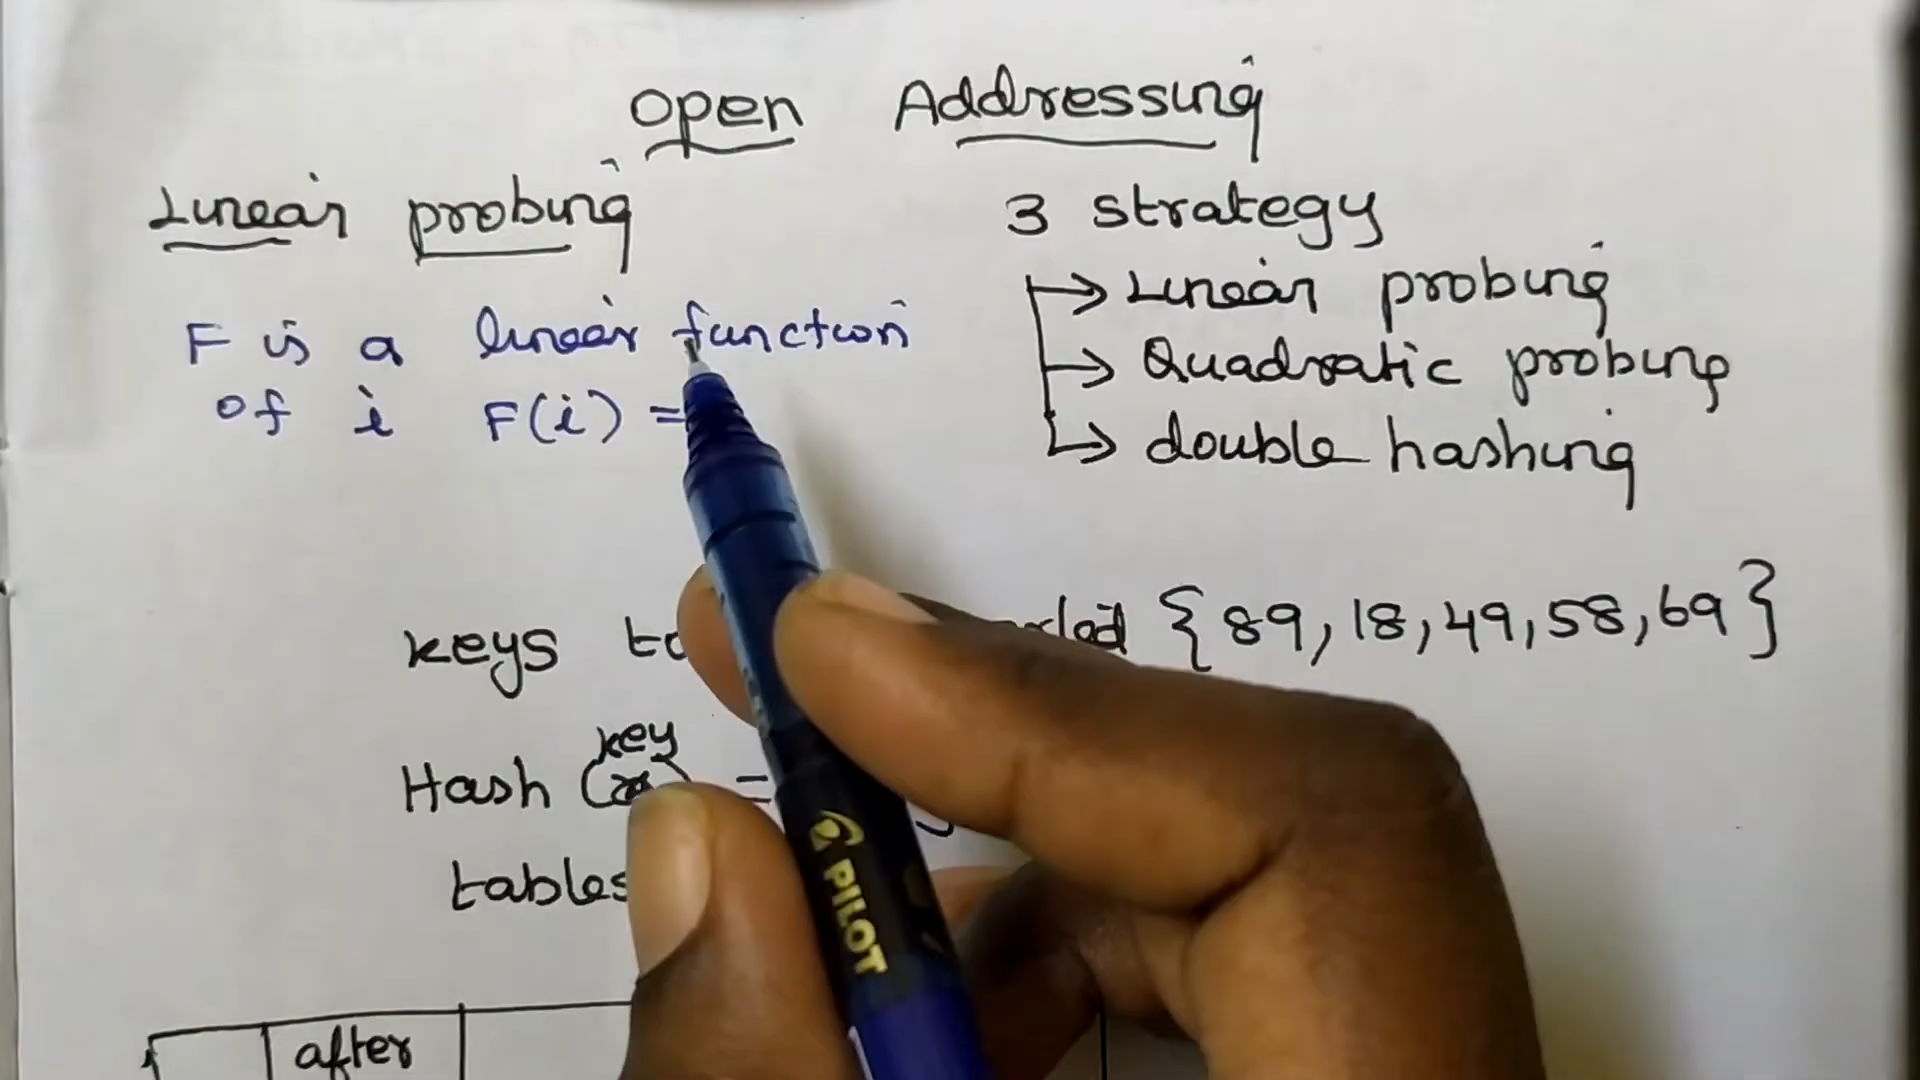 Open Addressing
Linear probing
F is a linear function
of i F(i) =
3 strategy
→ Linear probing
→ Quadratic probing
→ double hashing
keys {89, 18, 49, 58, 69}
key
Hash ( ) =
tables
after
PILOT